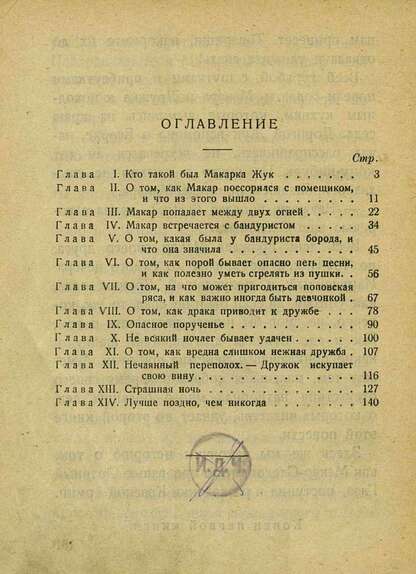 ОГЛАВЛЕНИЕ
Стр.
Глава I. Кто такой был Макарка Жук . . . . . . . 3
Глава II. О том, как Макар поссорился с помещиком,
и что из этого вышло . . . . . . . . . . 11
Глава III. Макар попадает между двух огней . . . . . 22
Глава IV. Макар встречается с бандуристом . . . . . 34
Глава V. О том, какая была у бандуриста борода, и
что она значила . . . . . . . . . . . . 45
Глава VI. О том, как порой бывает опасно петь песни,
и как полезно уметь стрелять из пушки. . 56
Глава VII. О том, на что может пригодиться поповская
ряса, и как важно иногда быть девчонкой . 67
Глава VIII. О том, как драка приводит к дружбе . . . 78
Глава IX. Опасное порученье . . . . . . . . . . 90
Глава X. Не всякий ночлег бывает удачен . . . . . 100
Глава XI. О том, как вредна слишком нежная дружба . 107
Глава XII. Нечаянный переполох. — Дружок искупает
свою вину . . . . . . . . . . . . . . 116
Глава XIII. Страшная ночь . . . . . . . . . . . 127
Глава XIV. Лучше поздно, чем никогда . . . . . . . 140